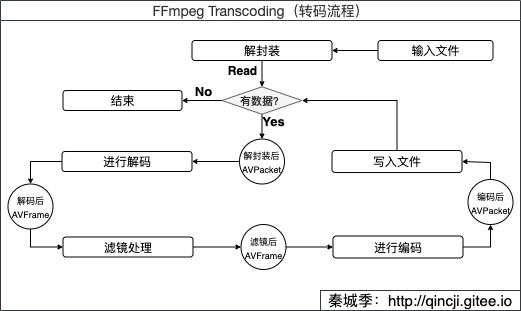 FFmpeg Transcoding（转码流程）
解封装
输入文件
Read
No
结束
有数据?
Yes
进行解码
解封装后
AVPacket
写入文件
解码后
AVFrame
编码后
AVPacket
滤镜处理
滤镜后
AVFrame
进行编码
秦城季：http://qincji.gitee.io